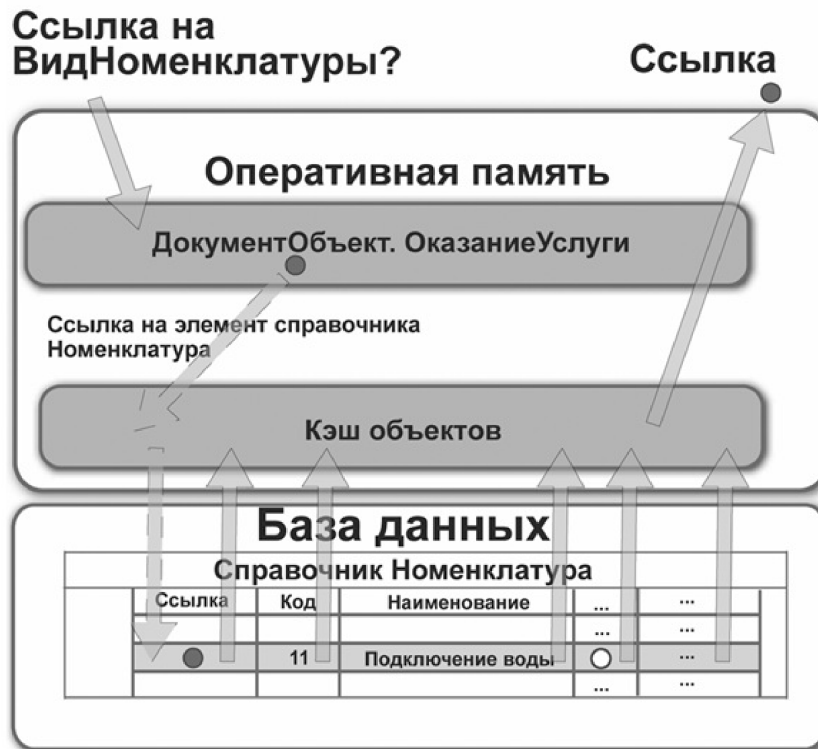 Ссылка на
ВидНоменклатуры?
Ссылка
Оперативная память
ДокументОбъект. ОказаниеУслуги
Ссылка на элемент справочника
Номенклатура
Кэш объектов
База данных
Справочник Номенклатура
Ссылка Код Наименование ... ...
... ...
11 Подключение воды ...
... ...